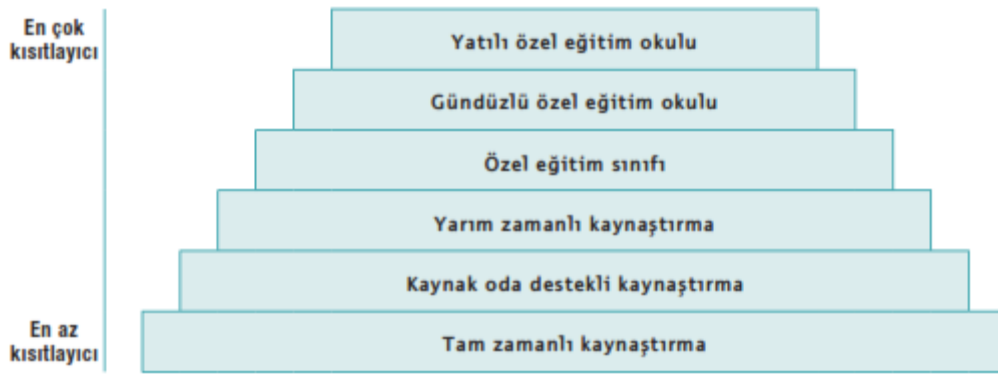 En çok
kısıtlayıcı
Yatılı özel eğitim okulu
Gündüzlü özel eğitim okulu
Özel eğitim sınıfı
Yarım zamanlı kaynaştırma
Kaynak oda destekli kaynaştırma
En az
kısıtlayıcı
Tam zamanlı kaynaştırma